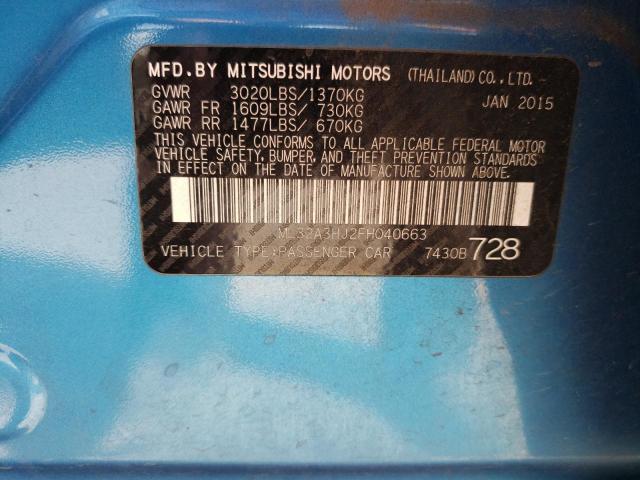 MFD.BY MITSUBISHI MOTORS (THAILAND)CO.,LTD.
GVWR 3020LBS/1370KG JAN 2015
GAWR FR 1609LBS/ 730KG
GAWR RR 1477LBS/ 670KG
THIS VEHICLE CONFORMS TO ALL APPLICABLE FEDERAL MOTOR
VEHICLE SAFETY, BUMPER, AND THEFT PREVENTION STANDARDS
IN EFFECT ON THE DATE OF MANUFACTURE SHOWN ABOVE.
ML32A3HJ2FH040663
VEHICLE TYPE:PASSENGER CAR 7430B 728